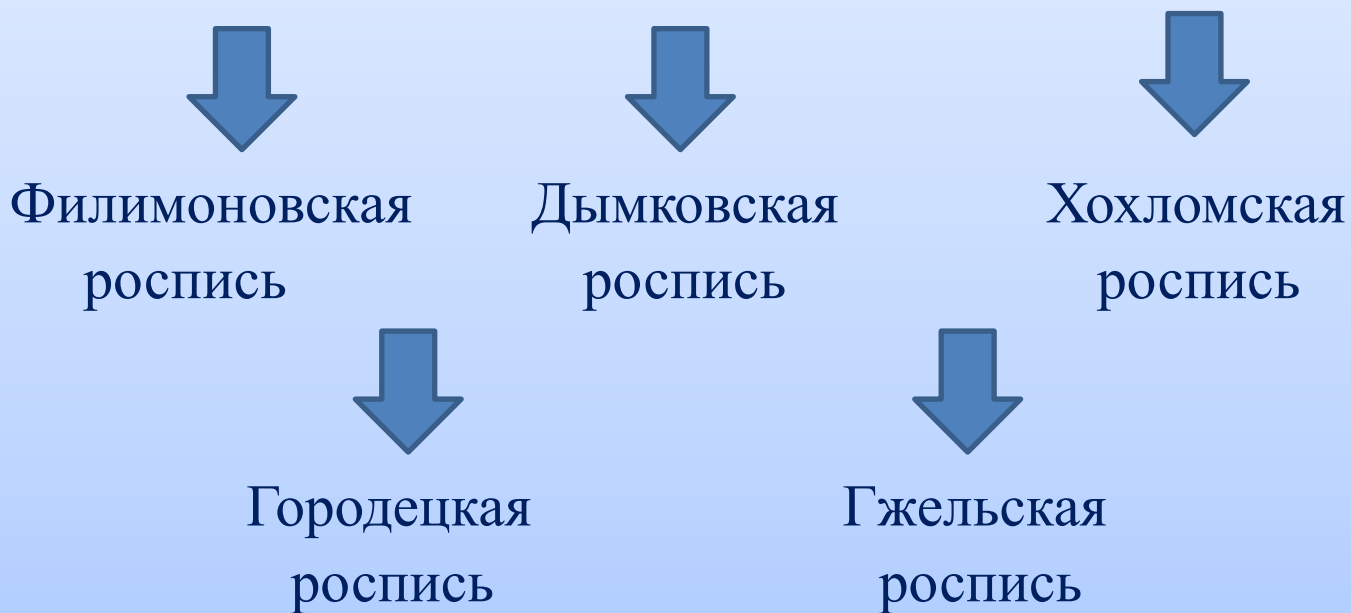 Филимоновская Дымковская Хохломская
роспись роспись роспись
Городецкая Гжельская
роспись роспись